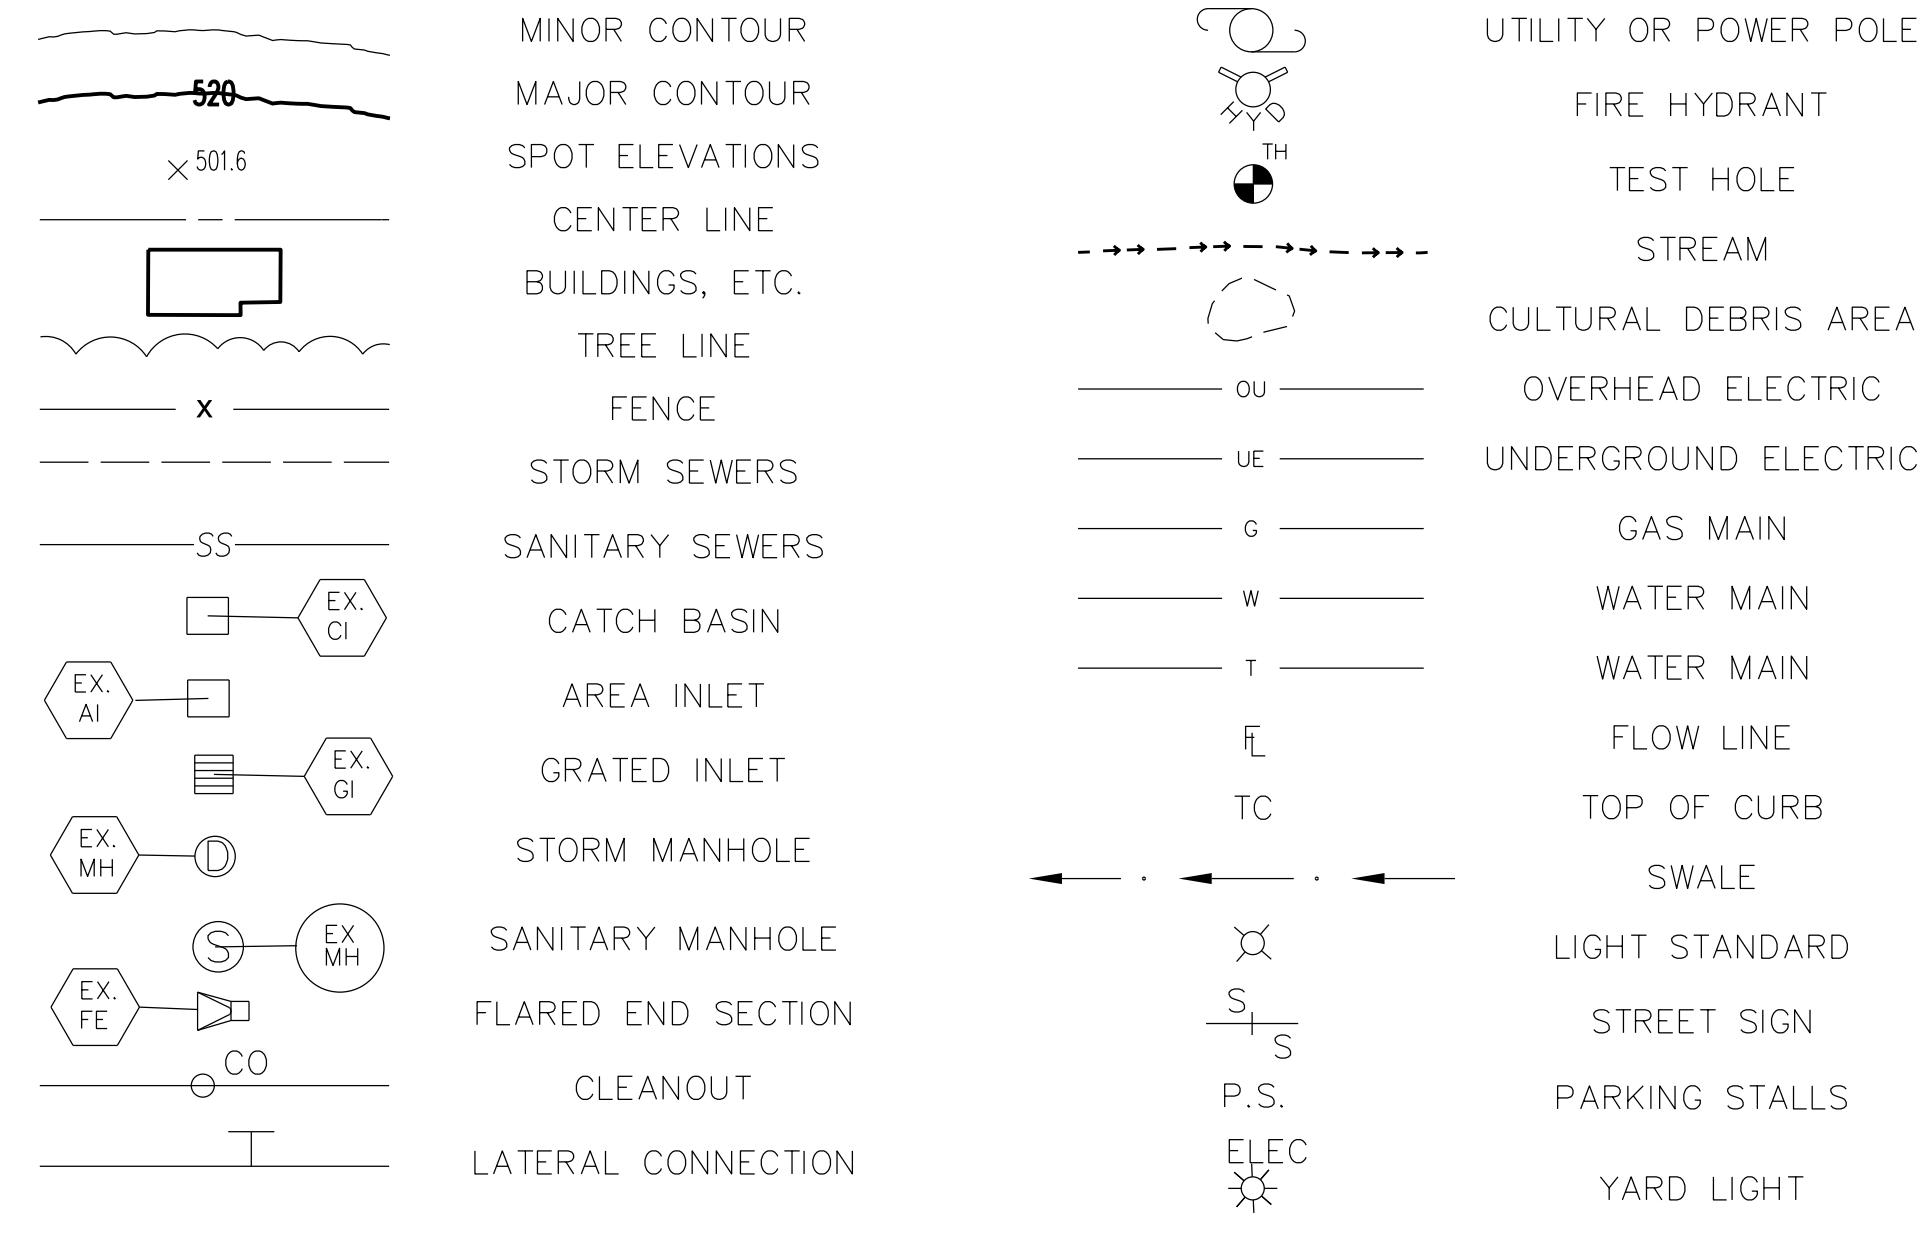 MINOR CONTOUR
520
MAJOR CONTOUR
501.6
SPOT ELEVATIONS
CENTER LINE
BUILDINGS, ETC.
TREE LINE
X
FENCE
STORM SEWERS
SS
SANITARY SEWERS
EX.
CI
CATCH BASIN
EX.
AI
AREA INLET
EX.
GI
GRATED INLET
EX.
MH
D
STORM MANHOLE
S
EX
MH
SANITARY MANHOLE
EX.
FE
FLARED END SECTION
CO
CLEANOUT
LATERAL CONNECTION
UTILITY OR POWER POLE
HYD
FIRE HYDRANT
TH
TEST HOLE
STREAM
CULTURAL DEBRIS AREA
OU
OVERHEAD ELECTRIC
UE
UNDERGROUND ELECTRIC
G
GAS MAIN
W
WATER MAIN
T
WATER MAIN
FL
FLOW LINE
TC
TOP OF CURB
SWALE
LIGHT STANDARD
S
S
STREET SIGN
P.S.
PARKING STALLS
ELEC
YARD LIGHT